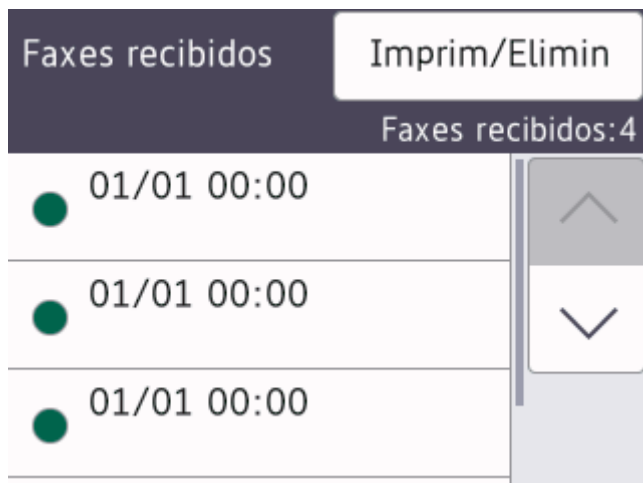 Faxes recibidos
Imprim/Elimin
Faxes recibidos:4
01/01 00:00
01/01 00:00
01/01 00:00